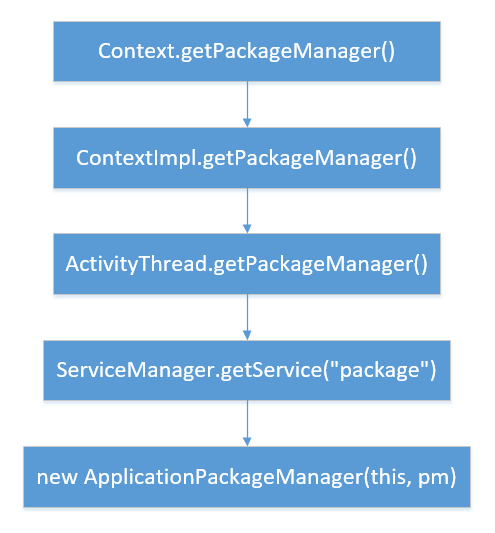 Context.getPackageManager()
ContextImpl.getPackageManager()
ActivityThread.getPackageManager()
ServiceManager.getService("package")
new ApplicationPackageManager(this, pm)